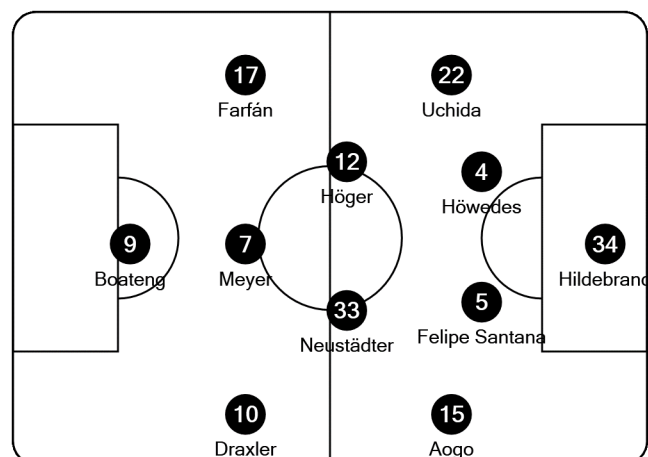 17
Farfán
22
Uchida
12
Höger
4
Höwedes
9
Boateng
7
Meyer
34
Hildebrand
33
Neustädter
5
Felipe Santana
10
Draxler
15
Aogo